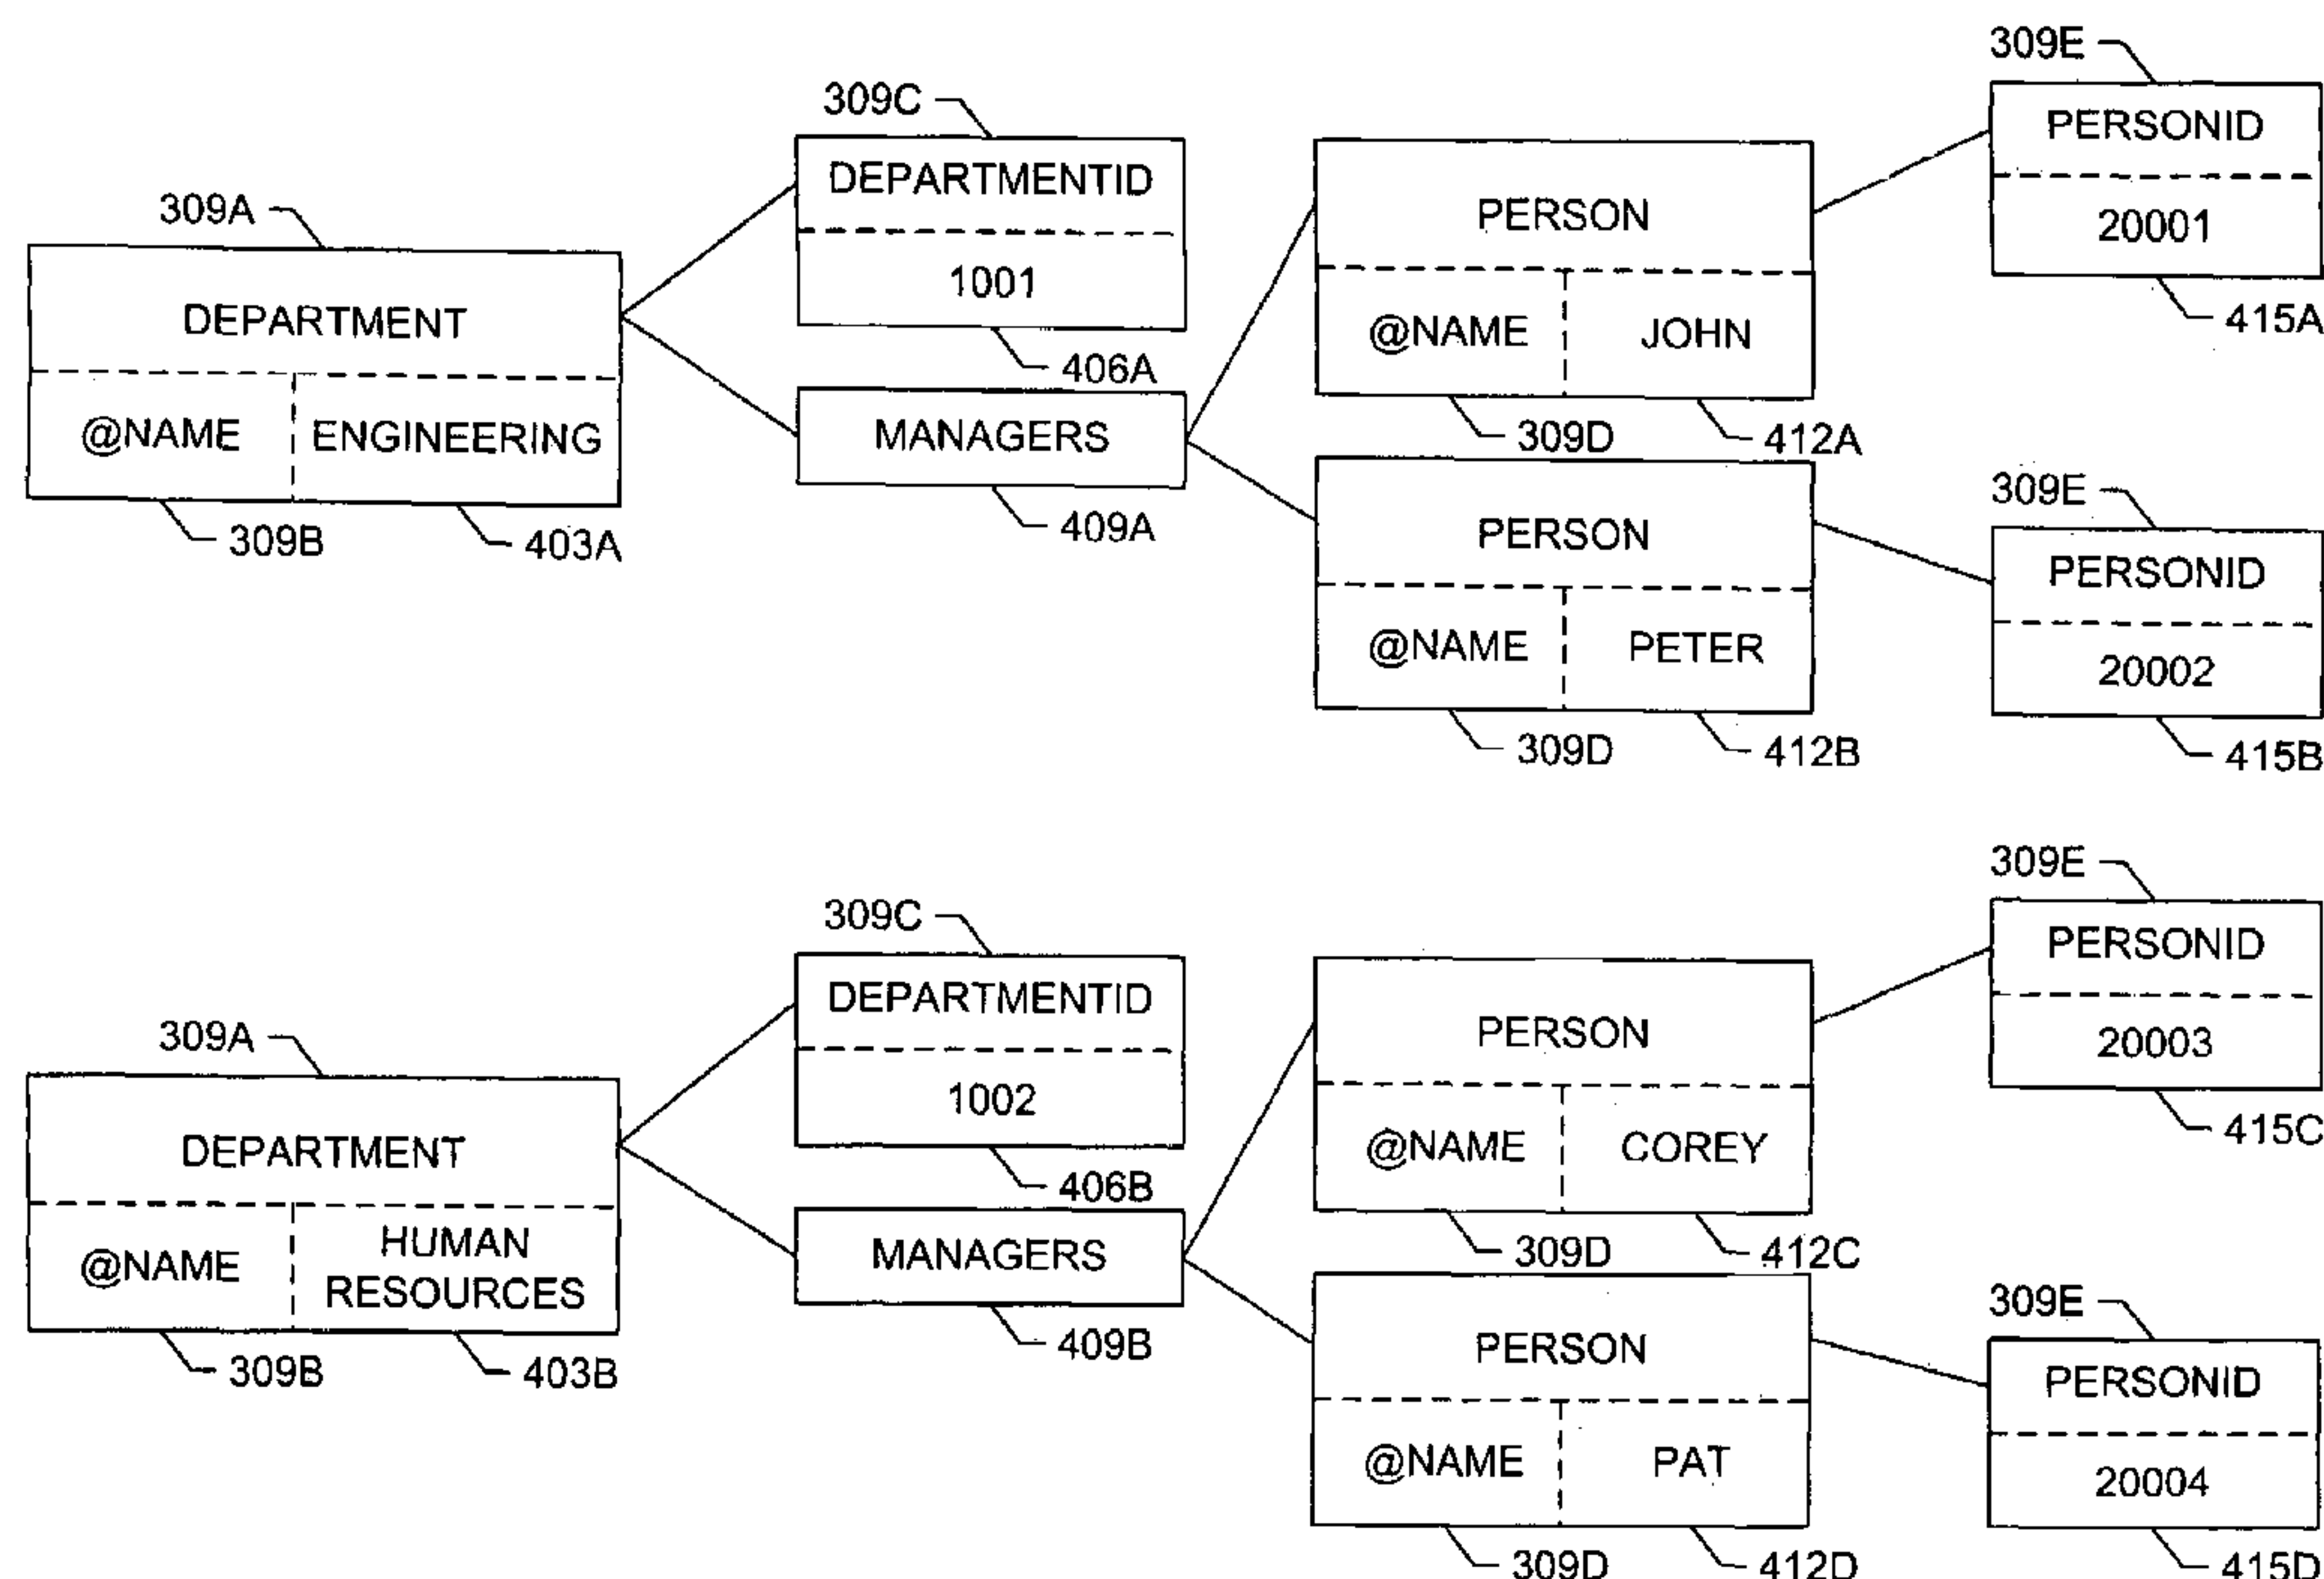 309E
309C
PERSONID
DEPARTMENTID
309A
PERSON
20001
1001
DEPARTMENT
@NAME JOHN
415A
406A
@NAME ENGINEERING
MANAGERS
309D 412A
309B 403A
409A
PERSON
309E
PERSONID
@NAME PETER
20002
309D 412B
415B
309E
309C
PERSONID
DEPARTMENTID
309A
PERSON
20003
1002
DEPARTMENT
@NAME COREY
415C
406B
@NAME HUMAN
RESOURCES
MANAGERS
309D 412C
309E
409B
309B 403B
PERSON
PERSONID
@NAME PAT
20004
309D 412D
415D